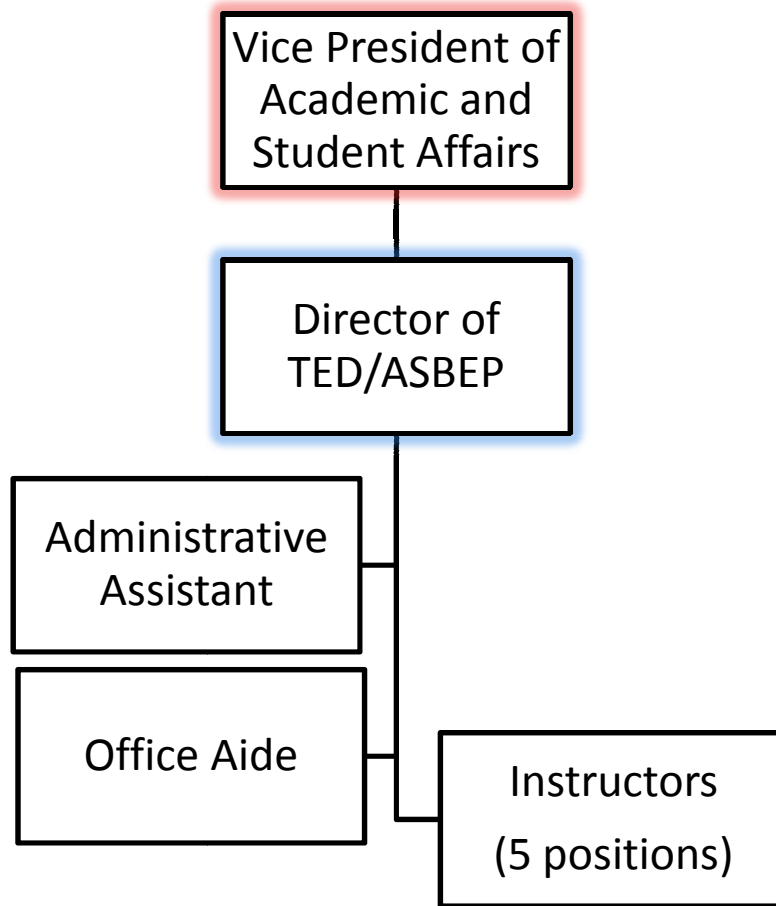 Vice President of
Academic and
Student Affairs
Director of
TED/ASBEP
Administrative
Assistant
Office Aide
Instructors
(5 positions)